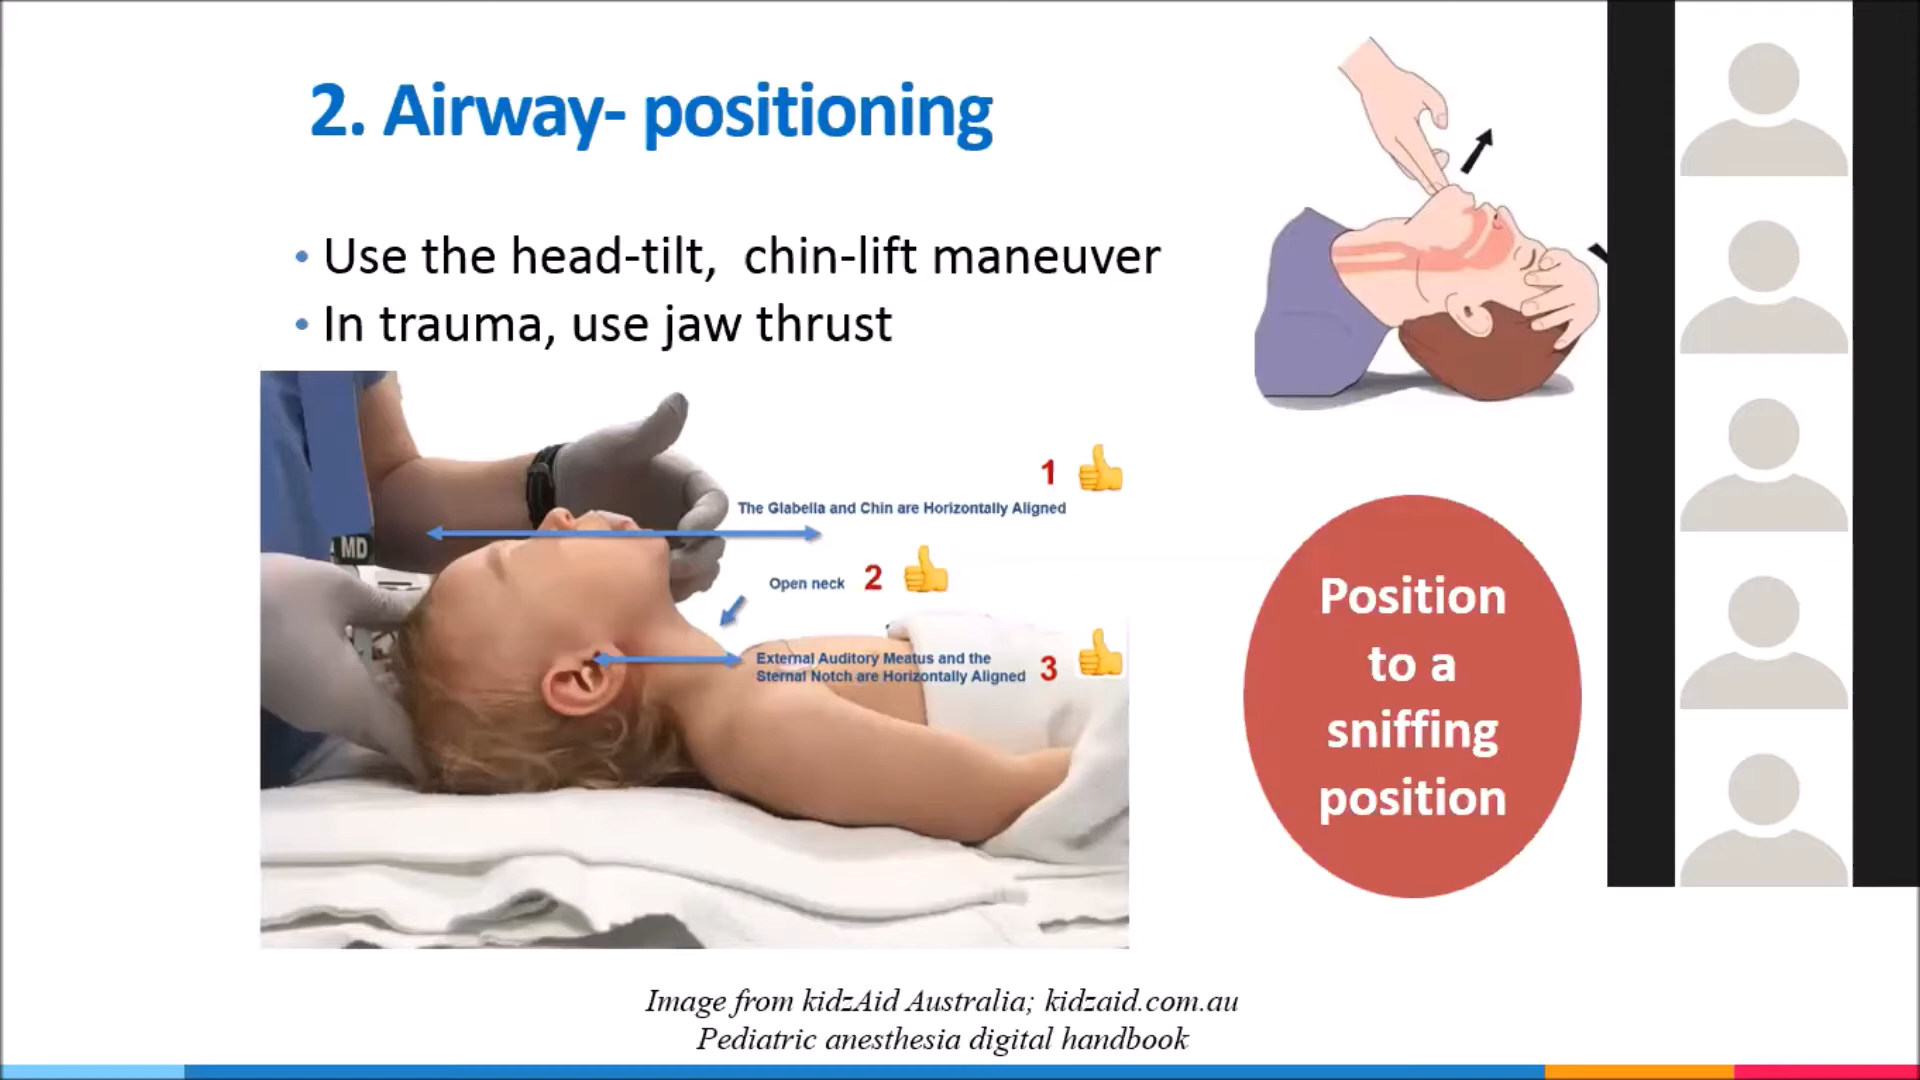 2. Airway- positioning
• Use the head-tilt, chin-lift maneuver
• In trauma, use jaw thrust
1
The Glabella and Chin are Horizontally Aligned
Open neck 2
External Auditory Meatus and the
Sternal Notch are Horizontally Aligned 3
MD
Position
to a
sniffing
position
Image from kidzAid Australia; kidzaid.com.au
Pediatric anesthesia digital handbook